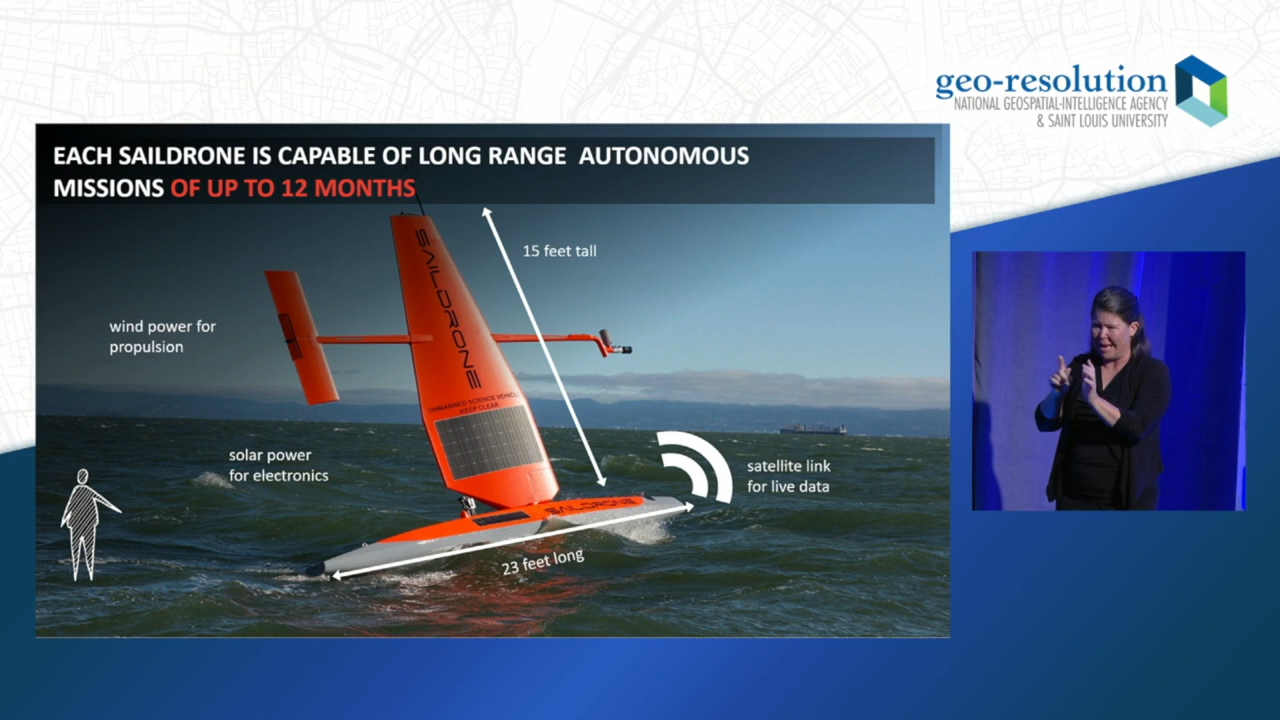 geo-resolution
NATIONAL GEOSPATIAL-INTELLIGENCE AGENCY
& SAINT LOUIS UNIVERSITY
EACH SAILDRONE IS CAPABLE OF LONG RANGE AUTONOMOUS
MISSIONS OF UP TO 12 MONTHS
15 feet tall
SAILDRONE
wind power for
propulsion
UNMANNED SCIENCE VEHICLE
KEEP CLEAR
solar power
for electronics
satellite link
for live data
SAILDRONE
23 feet long